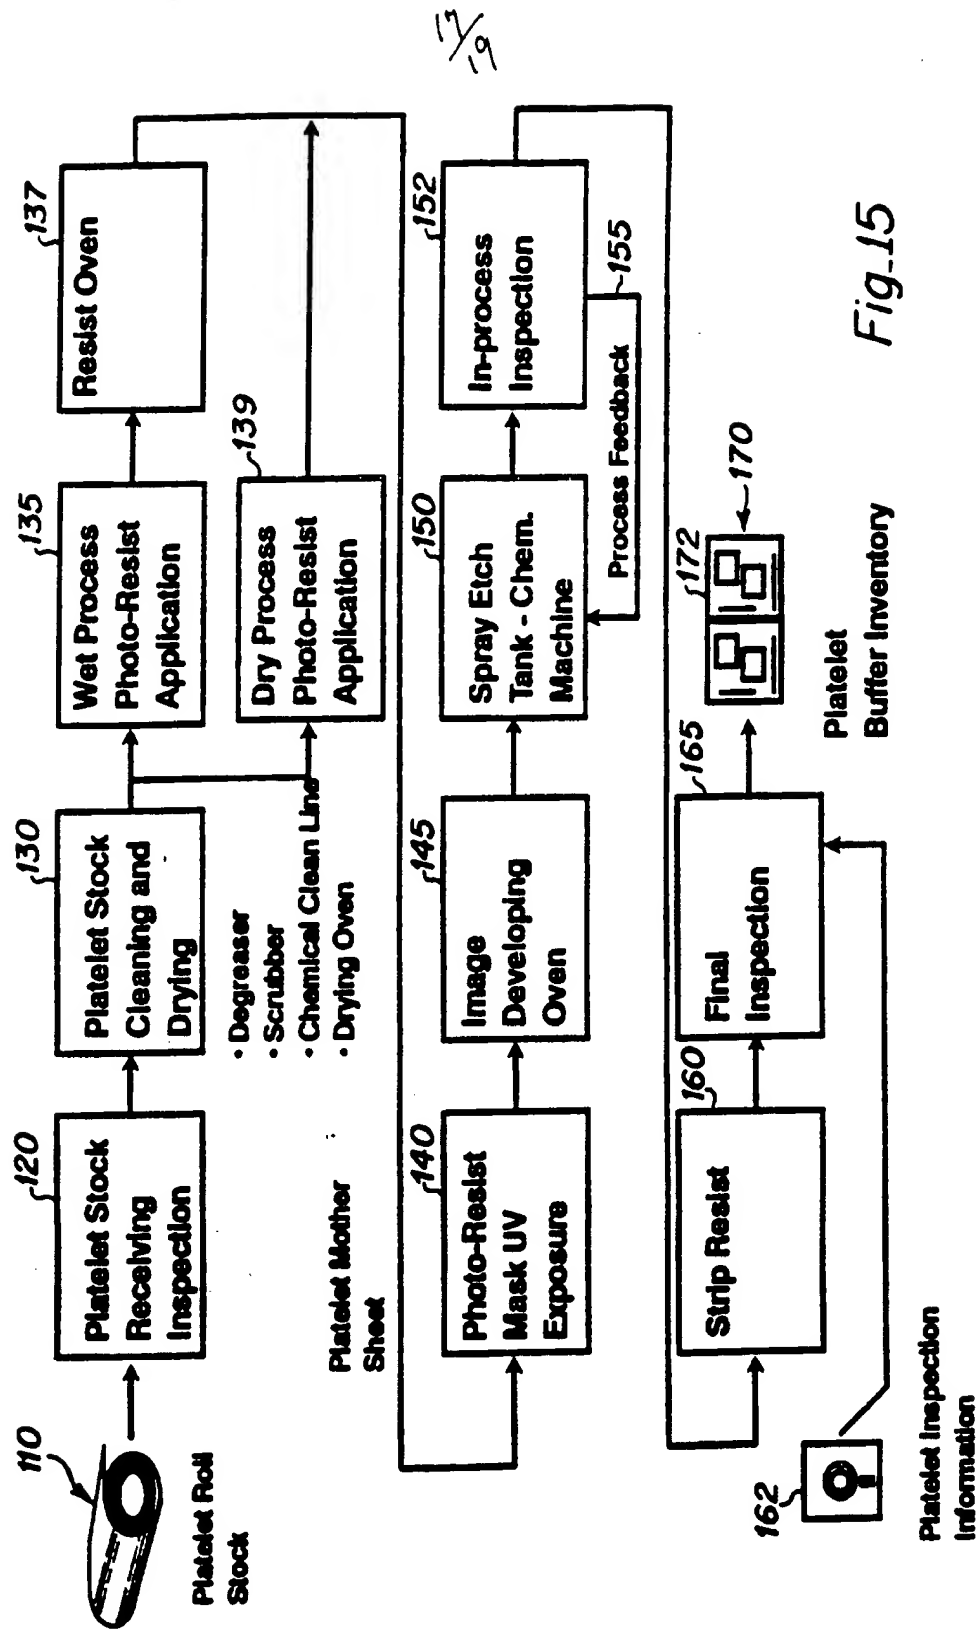 17/19
110
Platelet Roll
Stock
120
Platelet Stock
Receiving
Inspection
130
Platelet Stock
Cleaning and
Drying
• Degreaser
• Scrubber
• Chemical Clean Line
• Drying Oven
135
Wet Process
Photo-Resist
Application
137
Resist Oven
139
Dry Process
Photo-Resist
Application
Platelet Mother
Sheet
140
Photo-Resist
Mask UV
Exposure
145
Image
Developing
Oven
150
Spray Etch
Tank - Chem.
Machine
152
In-process
Inspection
155
Process Feedback
160
Strip Resist
162
Platelet Inspection
Information
165
Final
Inspection
172
170
Platelet
Buffer Inventory
Fig_15